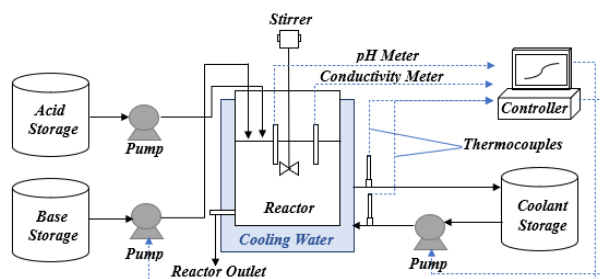 Stirrer
pH Meter
Conductivity Meter
Controller
Acid
Storage
Pump
Thermocouples
Base
Storage
Pump
Reactor
Cooling Water
Reactor Outlet
Coolant
Storage
Pump